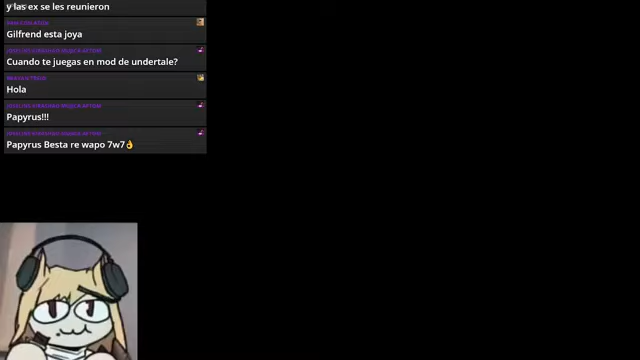 y las ex se les reunieron
Gilfrend esta joya
Cuando te juegas en mod de undertale?
Hola
Papyrus!!!
Papyrus Besta re wapo 7w7👌